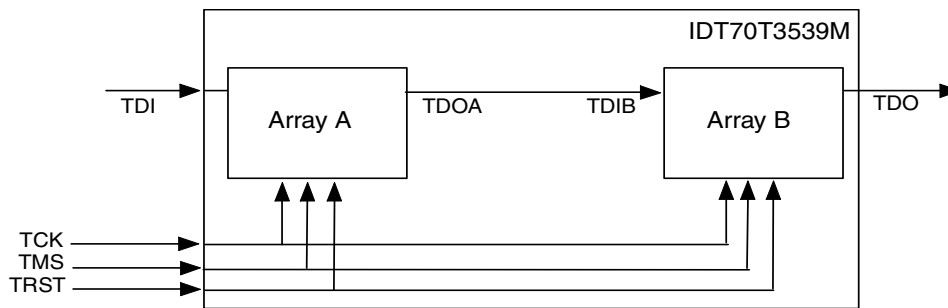 IDT70T3539M
TDI
Array A
TDOA
TDIB
Array B
TDO
TCK
TMS
TRST